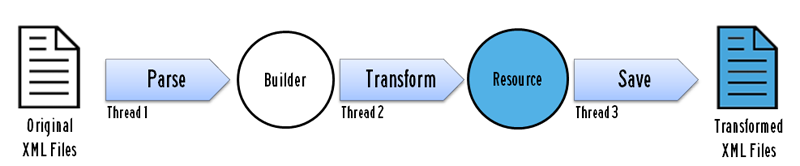 Parse
Builder
Transform
Resource
Save
Thread 1
Thread 2
Thread 3
Original
XML Files
Transformed
XML Files